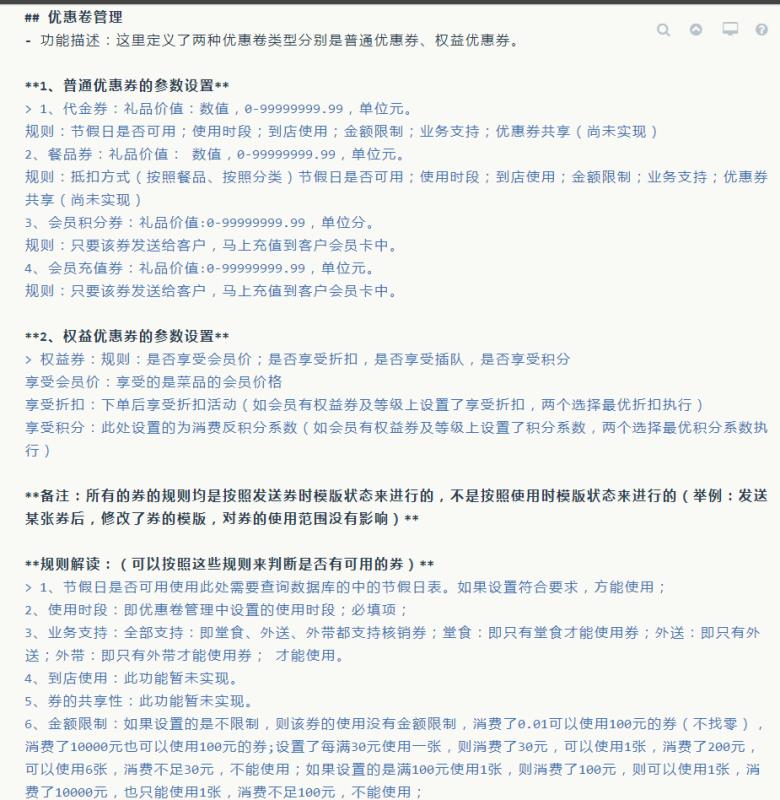 ## 优惠卷管理
- 功能描述：这里定义了两种优惠卷类型分别是普通优惠券、权益优惠券。
**1、普通优惠券的参数设置**
> 1、代金券：礼品价值：数值，0-99999999.99，单位元。
规则：节假日是否可用；使用时段；到店使用；金额限制；业务支持；优惠券共享（尚未实现）
2、餐品券：礼品价值： 数值，0-99999999.99，单位元。
规则：抵扣方式（按照餐品、按照分类）节假日是否可用；使用时段；到店使用；金额限制；业务支持；优惠券
共享（尚未实现）
3、会员积分券：礼品价值:0-99999999.99，单位分。
规则：只要该券发送给客户，马上充值到客户会员卡中。
4、会员充值券：礼品价值:0-99999999.99，单位元。
规则：只要该券发送给客户，马上充值到客户会员卡中。
**2、权益优惠券的参数设置**
> 权益券：规则：是否享受会员价；是否享受折扣，是否享受插队，是否享受积分
享受会员价：享受的是菜品的会员价格
享受折扣：下单后享受折扣活动（如会员有权益券及等级上设置了享受折扣，两个选择最优折扣执行）
享受积分：此处设置的为消费反积分系数（如会员有权益券及等级上设置了积分系数，两个选择最优积分系数执
行）
**备注：所有的券的规则均是按照发送券时模版状态来进行的，不是按照使用时模版状态来进行的（举例：发送
某张券后，修改了券的模版，对券的使用范围没有影响）**
**规则解读：（可以按照这些规则来判断是否有可用的券）**
> 1、节假日是否可用使用此处需要查询数据库的中的节假日表。如果设置符合要求，方能使用；
2、使用时段：即优惠卷管理中设置的使用时段；必填项；
3、业务支持：全部支持：即堂食、外送、外带都支持核销券；堂食：即只有堂食才能使用券；外送：即只有外
送；外带：即只有外带才能使用券； 才能使用。
4、到店使用：此功能暂未实现。
5、券的共享性：此功能暂未实现。
6、金额限制：如果设置的是不限制，则该券的使用没有金额限制，消费了0.01可以使用100元的券（不找零），
消费了10000元也可以使用100元的券;设置了每满30元使用一张，则消费了30元，可以使用1张，消费了200元，
可以使用6张，消费不足30元，不能使用；如果设置的是满100元使用1张，则消费了100元，则可以使用1张，消
费了10000元，也只能使用1张，消费不足100元，不能使用；